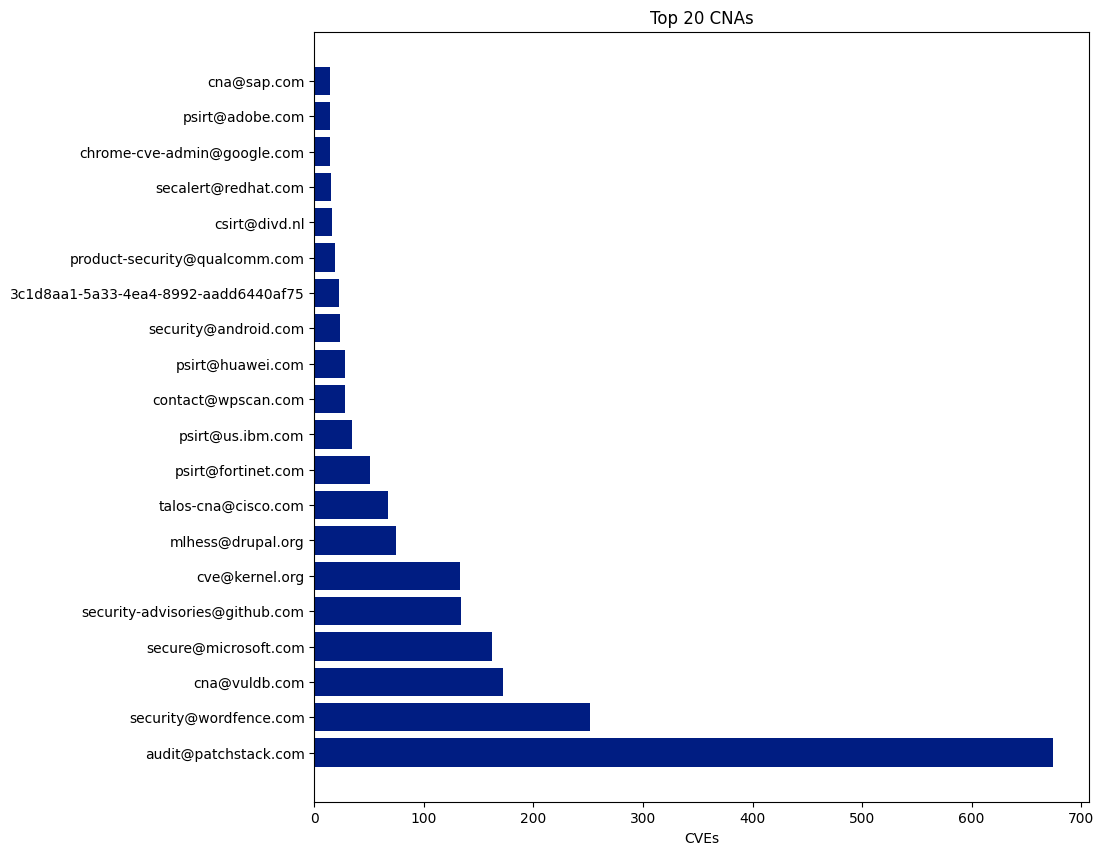 Top 20 CNAs
cna@sap.com
psirt@adobe.com
chrome-cve-admin@google.com
secalert@redhat.com
csirt@divd.nl
product-security@qualcomm.com
3c1d8aa1-5a33-4ea4-8992-aadd6440af75
security@android.com
psirt@huawei.com
contact@wpscan.com
psirt@us.ibm.com
psirt@fortinet.com
talos-cna@cisco.com
mlhess@drupal.org
cve@kernel.org
security-advisories@github.com
secure@microsoft.com
cna@vuldb.com
security@wordfence.com
audit@patchstack.com
0 100 200 300 400 500 600 700
CVEs